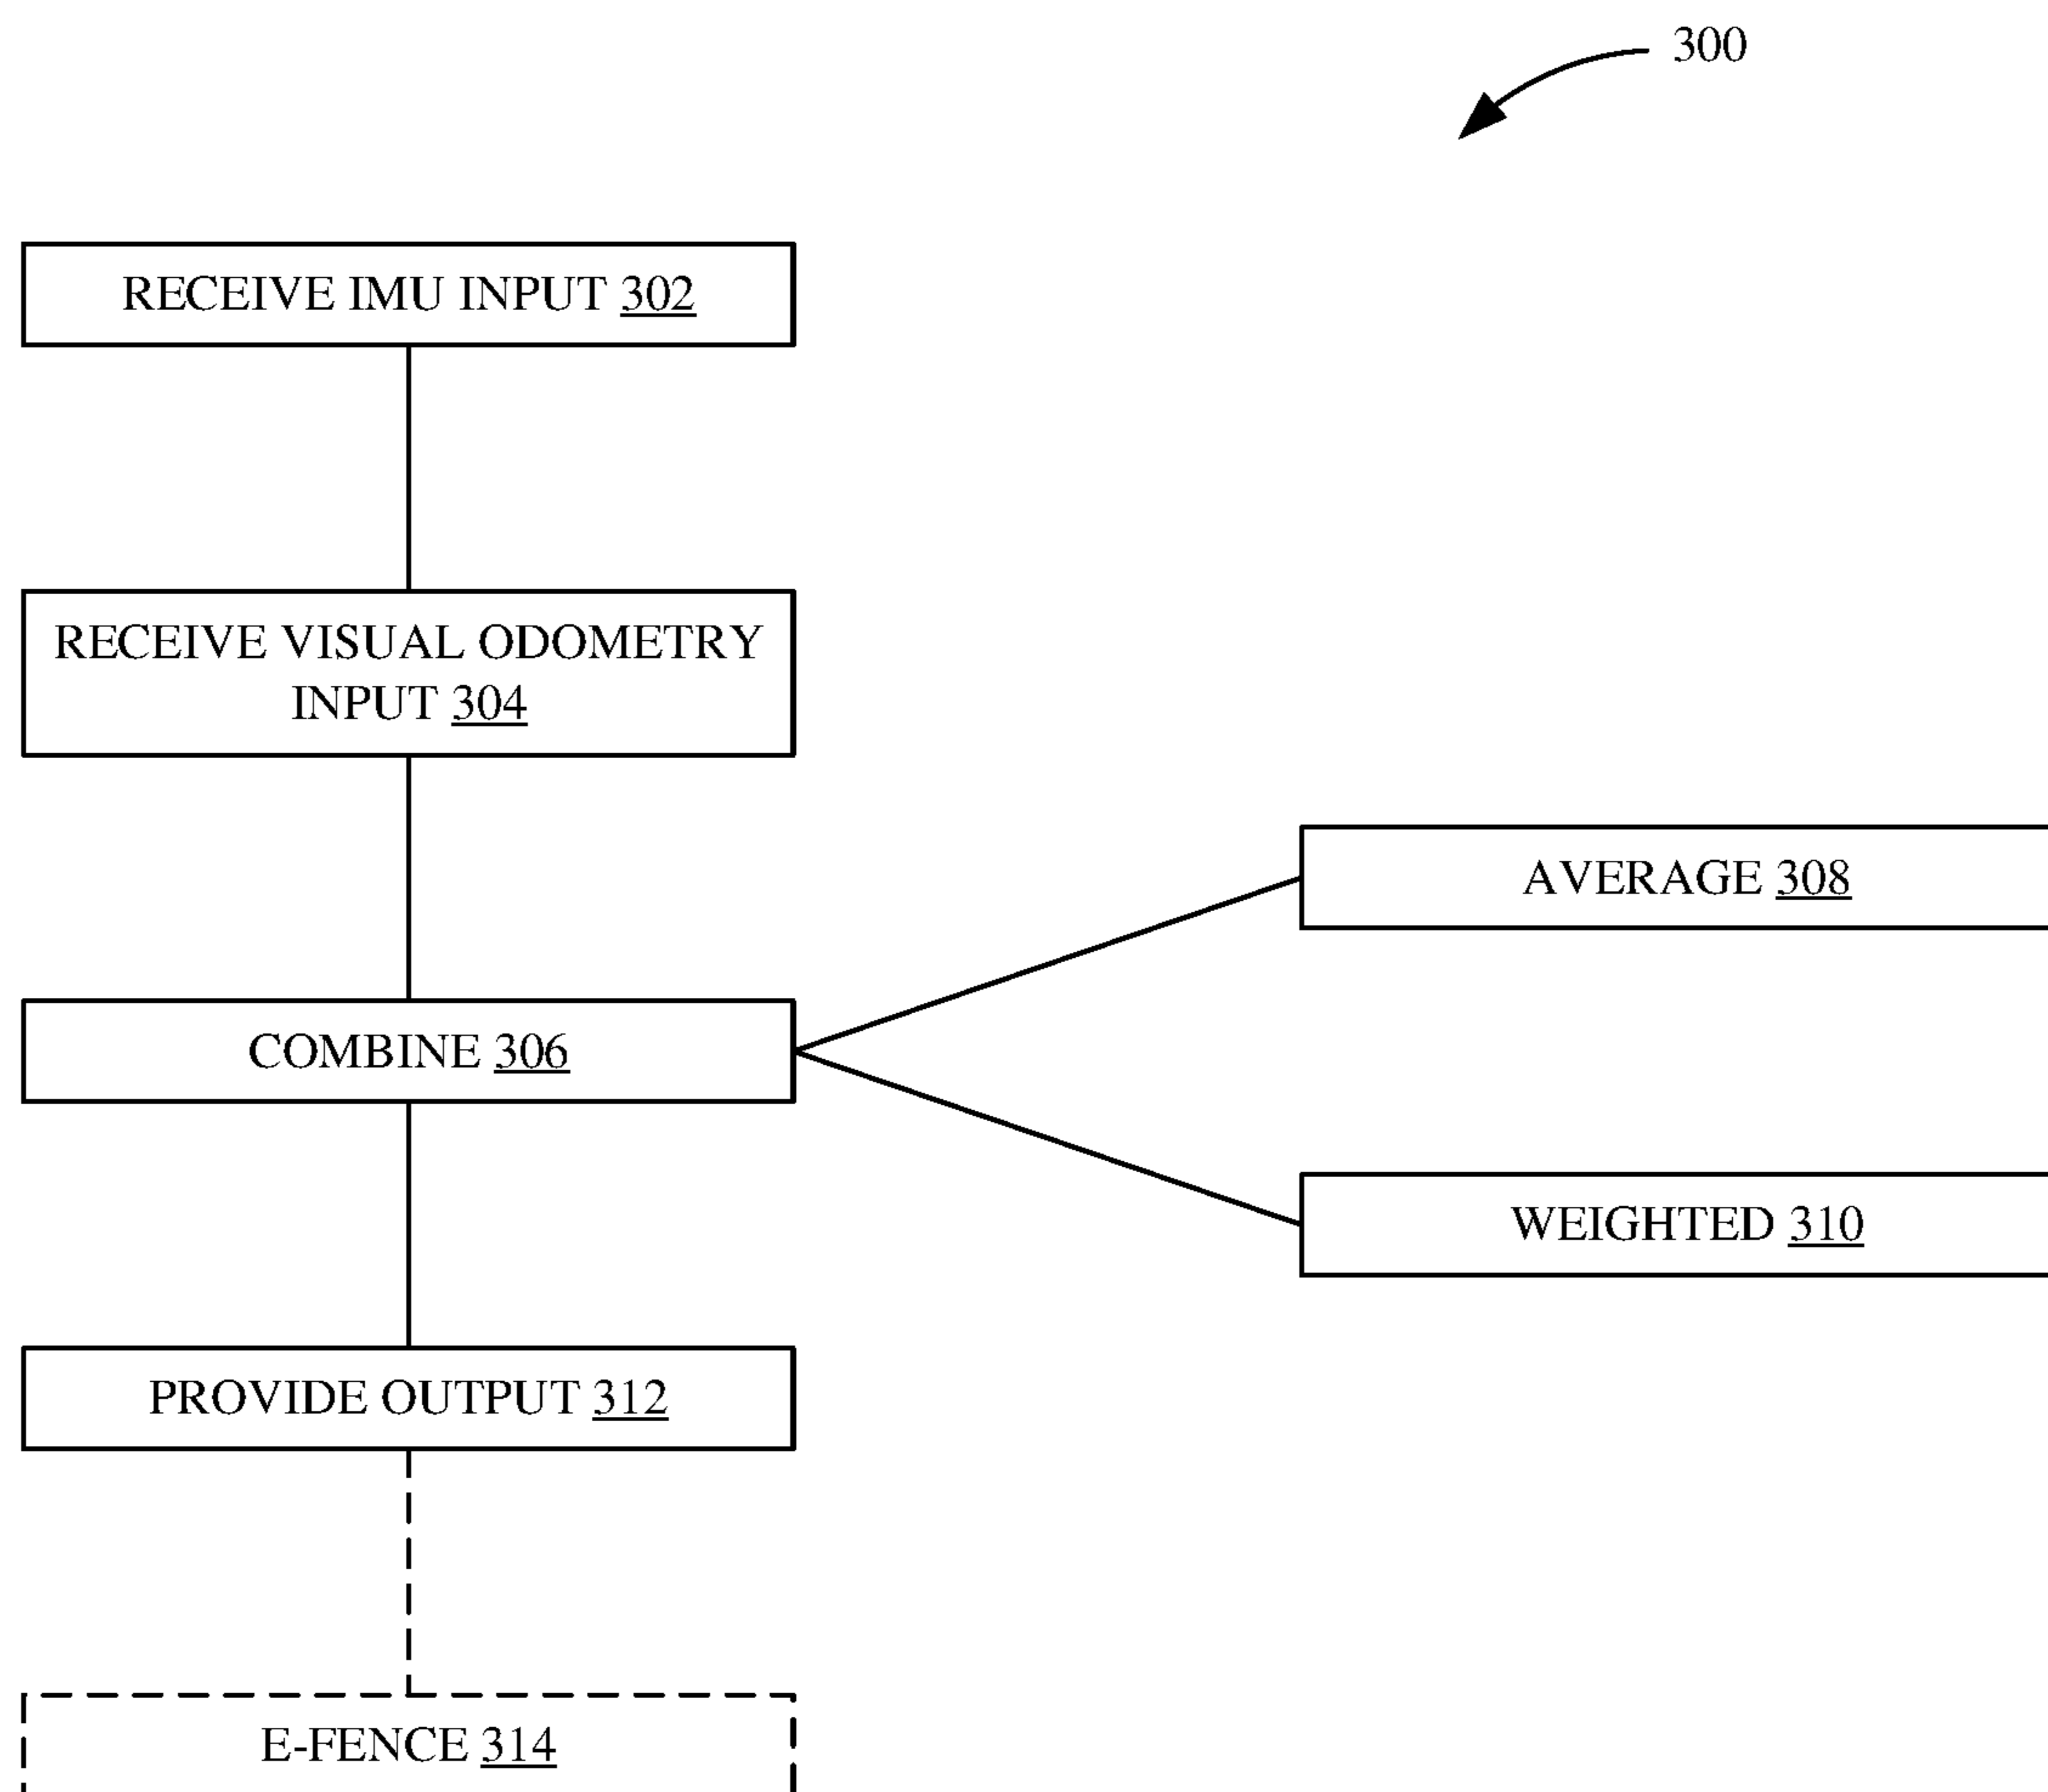 300
RECEIVE IMU INPUT 302
RECEIVE VISUAL ODOMETRY
INPUT 304
AVERAGE 308
COMBINE 306
WEIGHTED 310
PROVIDE OUTPUT 312
E-FENCE 314